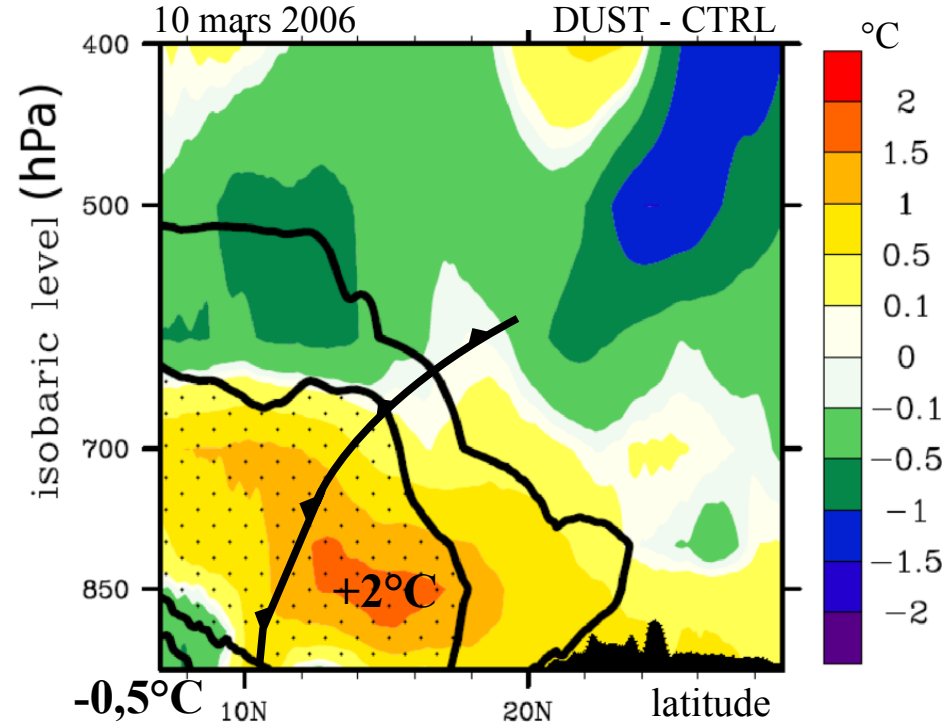 10 mars 2006 DUST - CTRL
°C
400
500
700
850
isobaric level (hPa)
+2°C
-0,5°C
10N
20N
latitude
2
1.5
1
0.5
0.1
0
−0.1
−0.5
−1
−1.5
−2